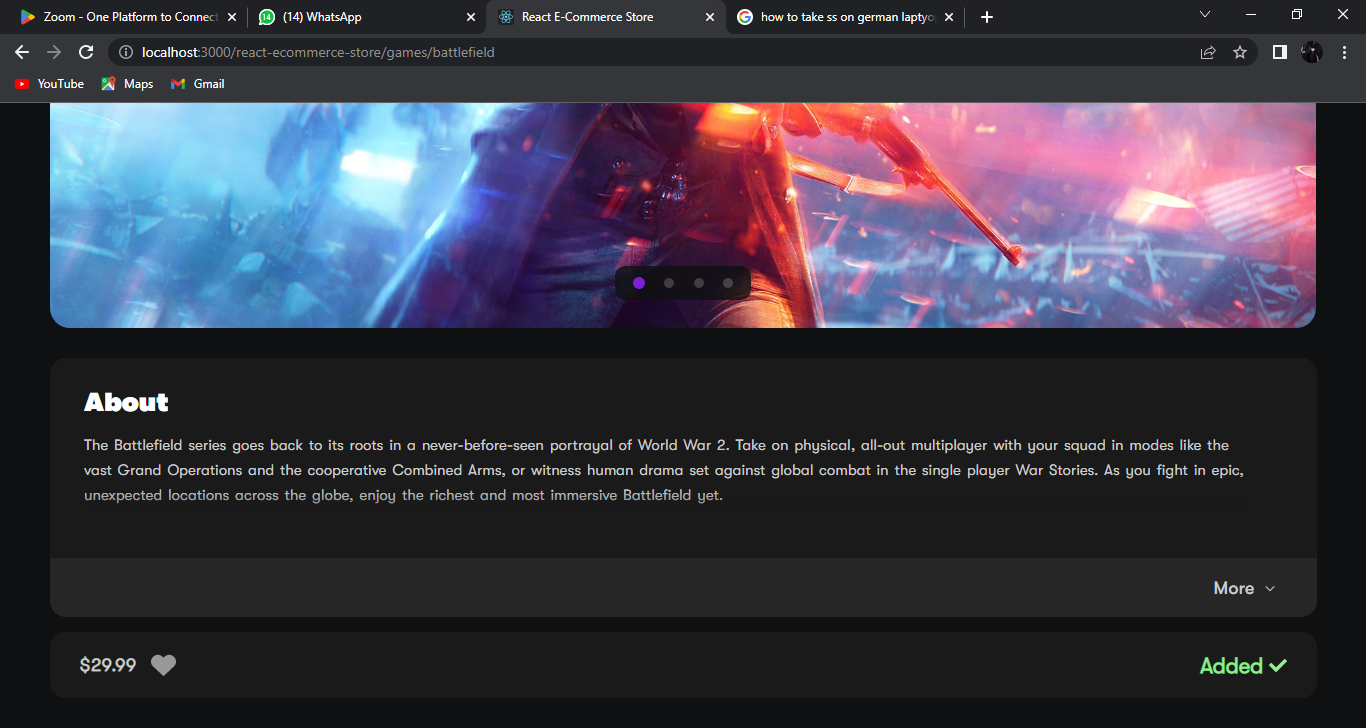 Zoom - One Platform to Connect
(14) WhatsApp
React E-Commerce Store
how to take ss on german laptyo
localhost:3000/react-ecommerce-store/games/battlefield
YouTube
Maps
Gmail
About
The Battlefield series goes back to its roots in a never-before-seen portrayal of World War 2. Take on physical, all-out multiplayer with your squad in modes like the
vast Grand Operations and the cooperative Combined Arms, or witness human drama set against global combat in the single player War Stories. As you fight in epic,
unexpected locations across the globe, enjoy the richest and most immersive Battlefield yet.
More
$29.99
Added